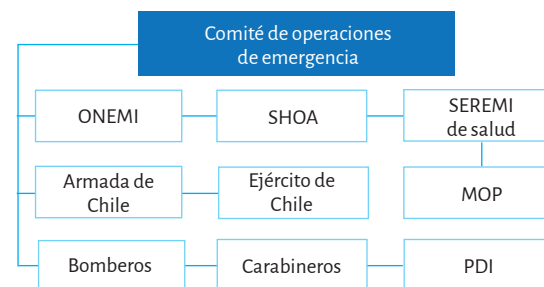 Comité de operaciones
de emergencia
ONEMI
SHOA
SEREMI
de salud
Armada de
Chile
Ejército de
Chile
MOP
Bomberos
Carabineros
PDI